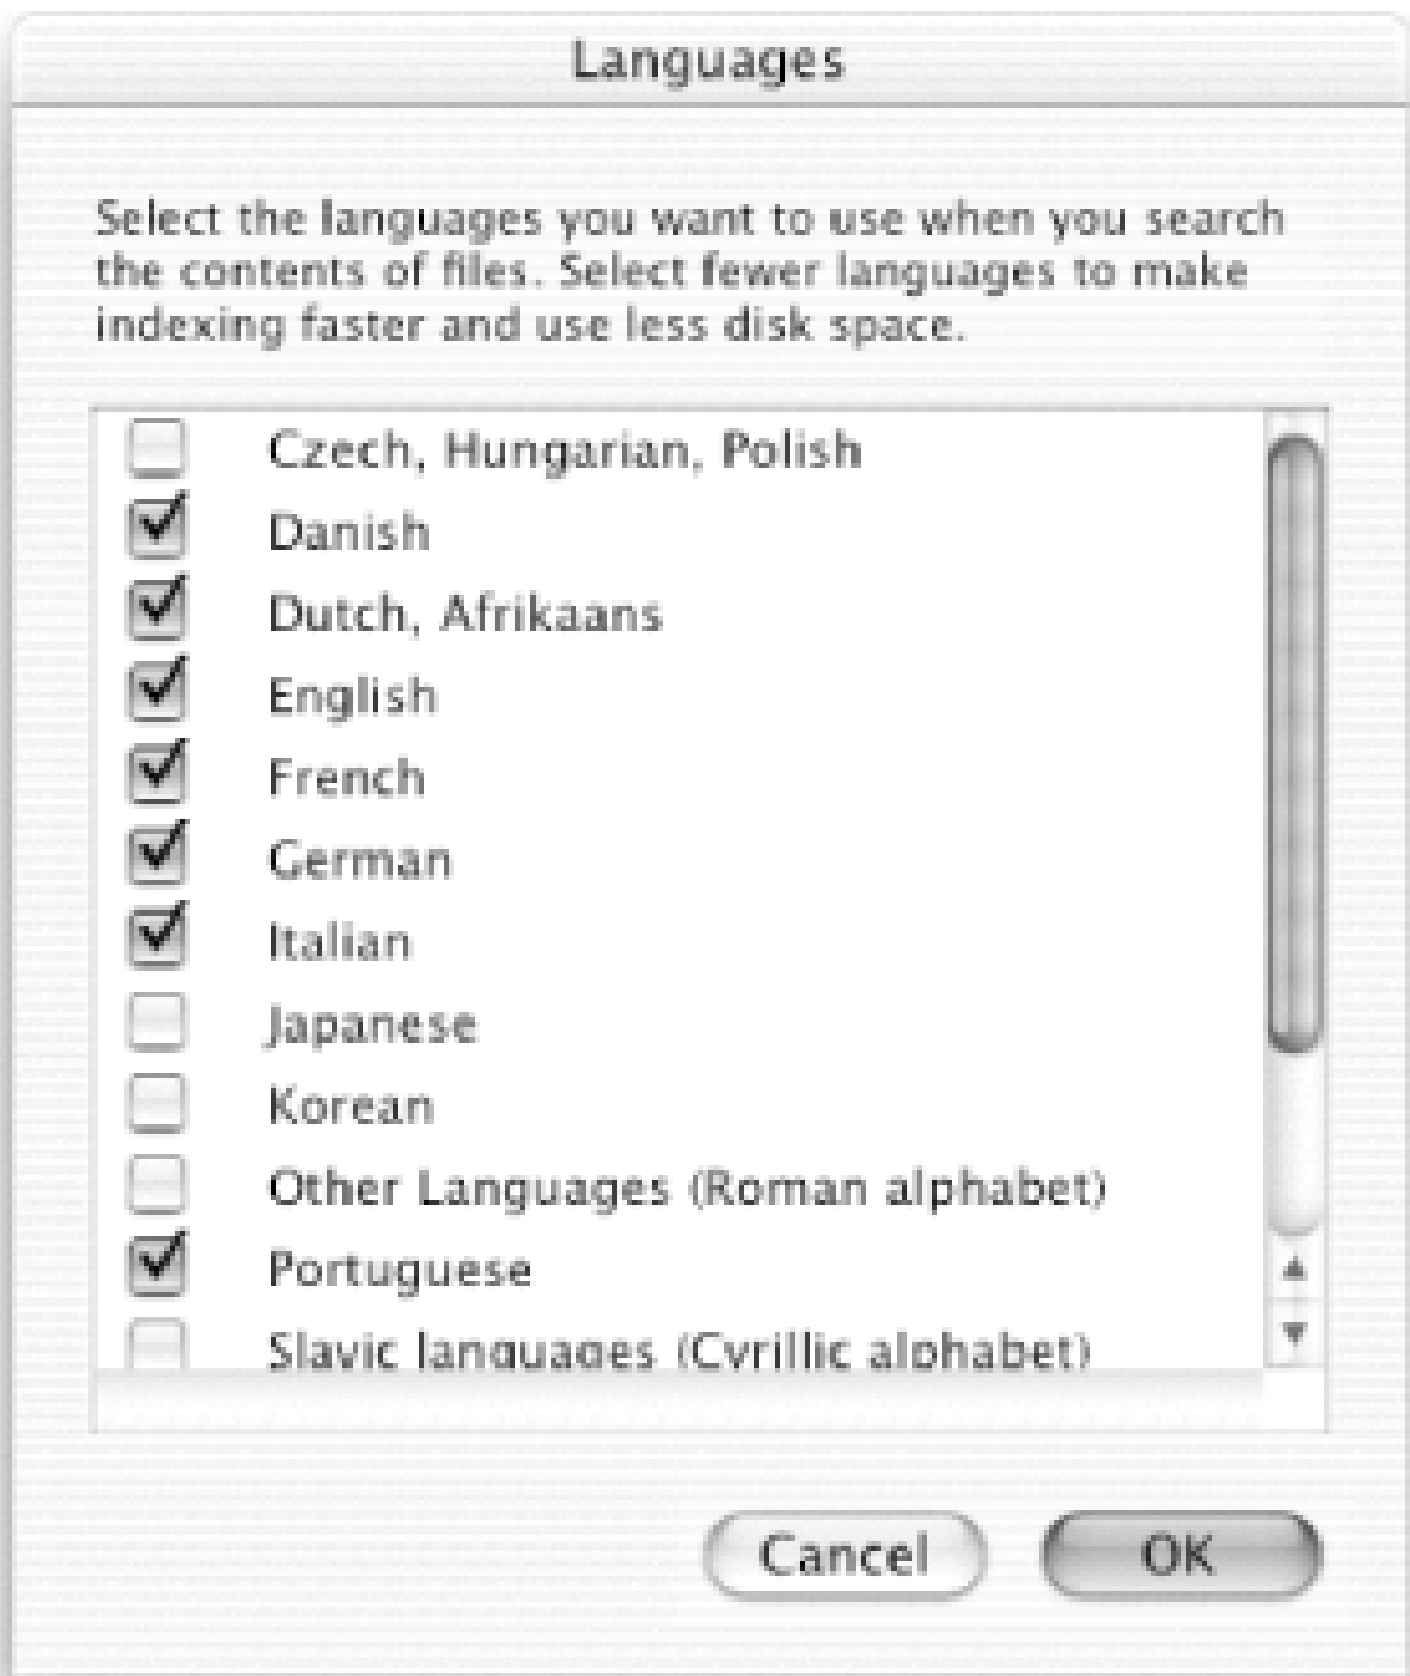 Languages
Select the languages you want to use when you search
the contents of files. Select fewer languages to make
indexing faster and use less disk space.
Czech, Hungarian, Polish
Danish
Dutch, Afrikaans
English
French
German
Italian
Japanese
Korean
Other Languages (Roman alphabet)
Portuguese
Slavic languages (Cyrillic alphabet)
Cancel
OK